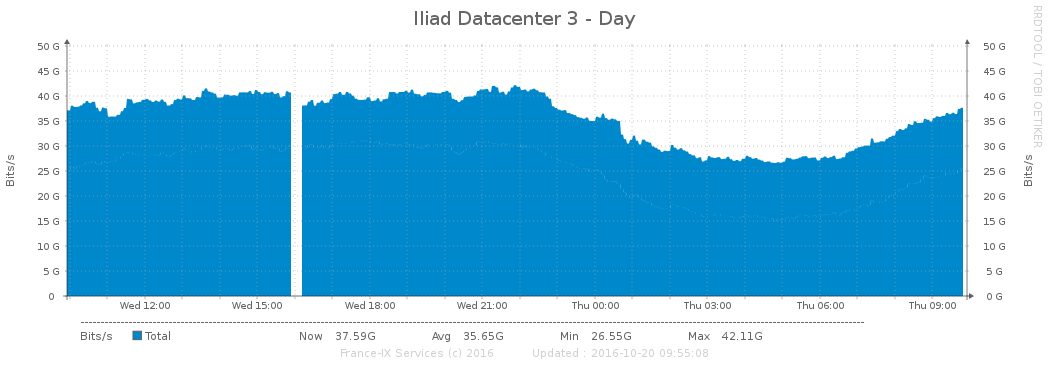 Iliad Datacenter 3 - Day
RRDTOOL / TOBI OETIKER
Bits/s
50 G 50 G
45 G 45 G
40 G 40 G
35 G 35 G
30 G 30 G
25 G 25 G
20 G 20 G
15 G 15 G
10 G 10 G
5 G 5 G
0 0 G
Bits/s
Wed 12:00 Wed 15:00 Wed 18:00 Wed 21:00 Thu 00:00 Thu 03:00 Thu 06:00 Thu 09:00
Bits/s Total Now 37.59G Avg 35.65G Min 26.55G Max 42.11G
France-IX Services (c) 2016 Updated : 2016-10-20 09:55:08